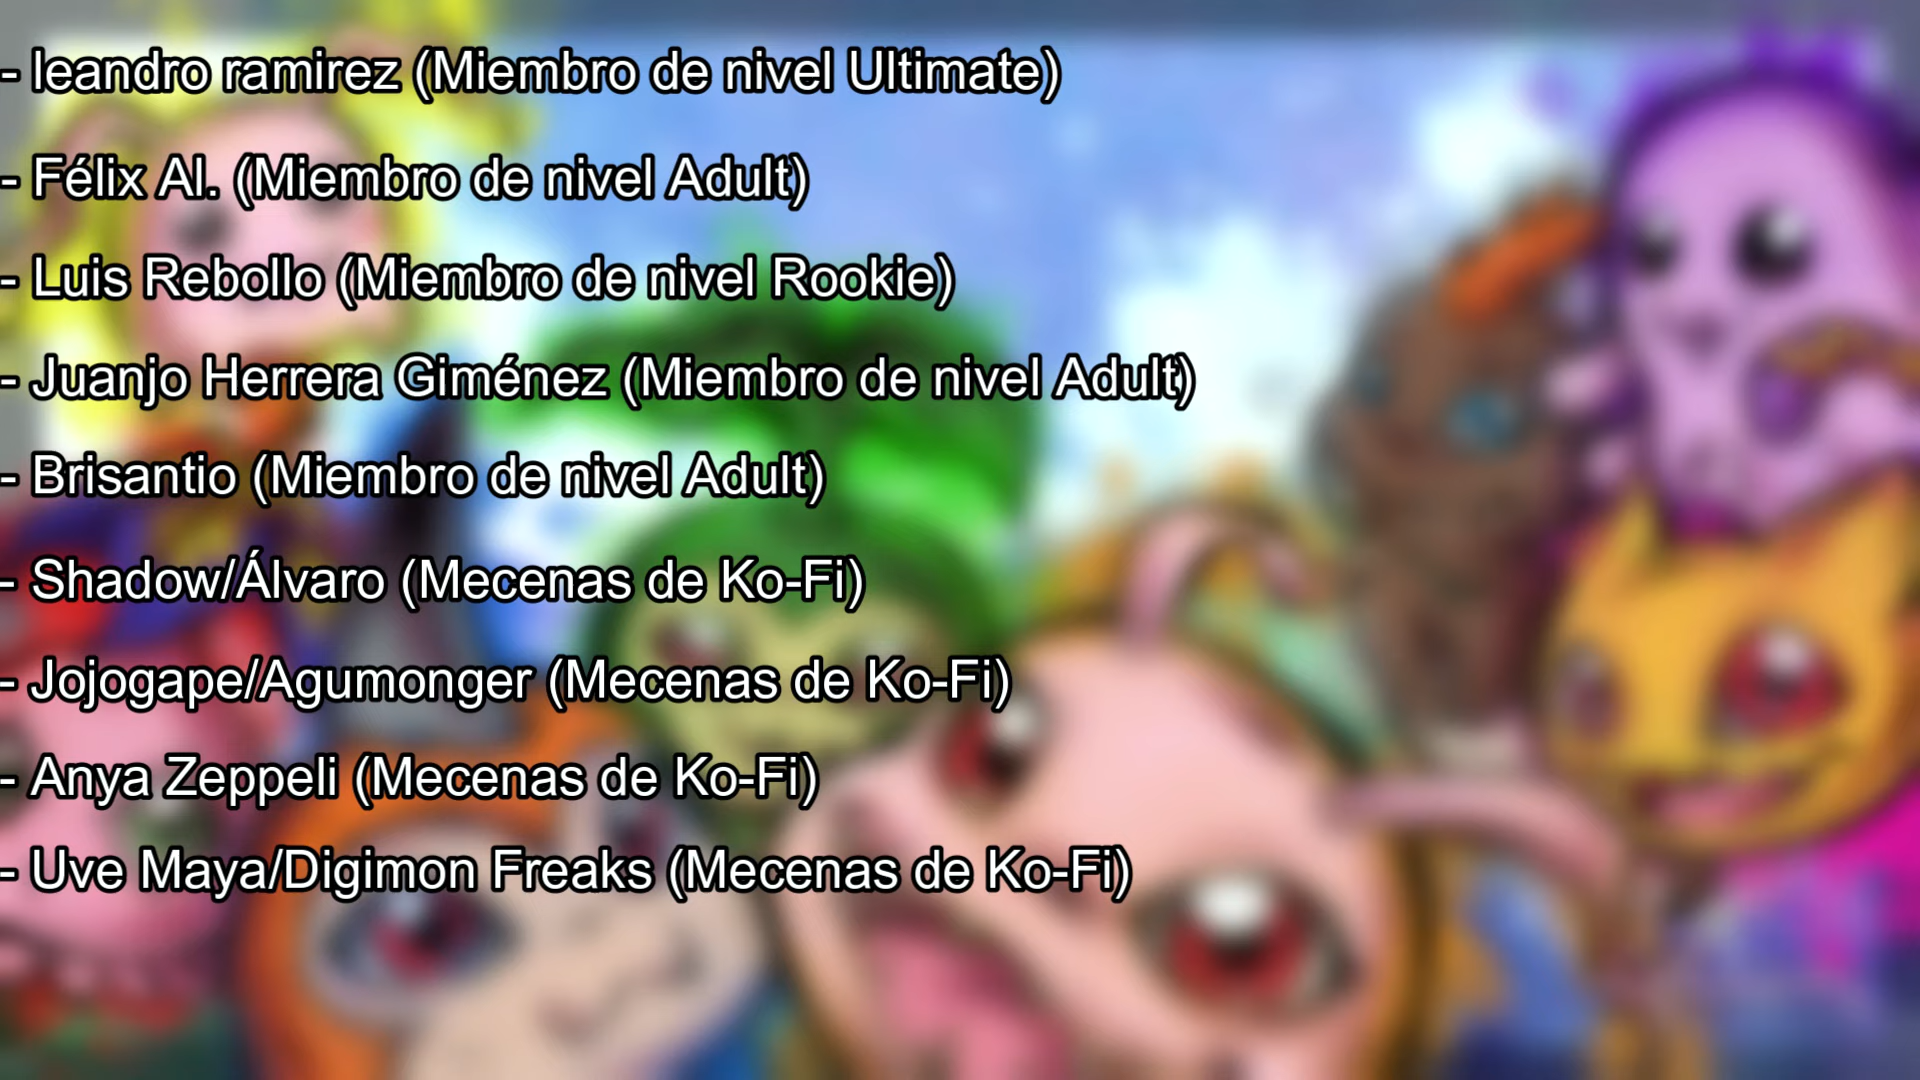 - leandro ramirez (Miembro de nivel Ultimate)
- Félix Al. (Miembro de nivel Adult)
- Luis Rebollo (Miembro de nivel Rookie)
- Juanjo Herrera Giménez (Miembro de nivel Adult)
- Brisantio (Miembro de nivel Adult)
- Shadow/Álvaro (Mecenas de Ko-Fi)
- Jojogape/Agumonger (Mecenas de Ko-Fi)
- Anya Zeppeli (Mecenas de Ko-Fi)
- Uve Maya/Digimon Freaks (Mecenas de Ko-Fi)